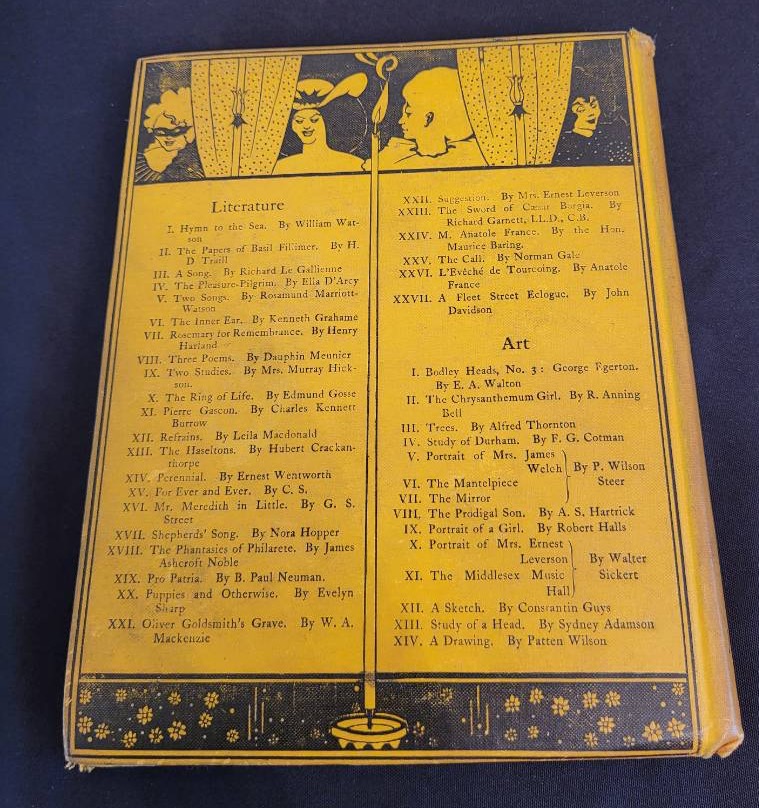 Literature
I. Hymn to the Sea. By William Wat-
son
II. The Papers of Basil Fillimer. By H.
D Traill
III. A Song. By Richard Le Gallienne
IV. The Pleasure-Pilgrim. By Ella D'Arcy
V. Two Songs. By Rosamund Marriott-
Watson
VI. The Inner Ear. By Kenneth Grahame
VII. Rosemary for Remembrance. By Henry
Harland
VIII. Three Poems. By Dauphin Meunier
IX. Two Studies. By Mrs. Murray Hick-
son.
X. The Ring of Life. By Edmund Gosse
XI. Pierre Gascon. By Charles Kennett
Burrow
XII. Refrains. By Leila Macdonald
XIII. The Haseltons. By Hubert Crackan-
thorpe
XIV. Perennial. By Ernest Wentworth
XV. For Ever and Ever. By C. S.
XVI. Mr. Meredith in Little. By G. S.
Street
XVII. Shepherds' Song. By Nora Hopper
XVIII. The Phantasies of Philarete. By James
Ashcroft Noble
XIX. Pro Patria. By B. Paul Neuman.
XX. Puppies and Otherwise. By Evelyn
Sharp
XXI. Oliver Goldsmith's Grave. By W. A.
Mackenzie
XXII. Suggestion. By Mrs. Ernest Leverson
XXIII. The Sword of Cæsar Borgia. By
Richard Garnett, LL.D., C.B.
XXIV. M. Anatole France. By the Hon.
Maurice Baring.
XXV. The Call. By Norman Gale
XXVI. L'Evêché de Tourcoing. By Anatole
France
XXVII. A Fleet Street Eclogue. By John
Davidson
Art
I. Bodley Heads, No. 3: George Egerton.
By E. A. Walton
II. The Chrysanthemum Girl. By R. Anning
Bell
III. Trees. By Alfred Thornton
IV. Study of Durham. By F. G. Cotman
V. Portrait of Mrs. James
Welch
VI. The Mantelpiece
VII. The Mirror
By P. Wilson
Steer
VIII. The Prodigal Son. By A. S. Hartrick
IX. Portrait of a Girl. By Robert Halls
X. Portrait of Mrs. Ernest
Leverson
XI. The Middlesex Music
Hall
By Walter
Sickert
XII. A Sketch. By Constantin Guys
XIII. Study of a Head. By Sydney Adamson
XIV. A Drawing. By Patten Wilson